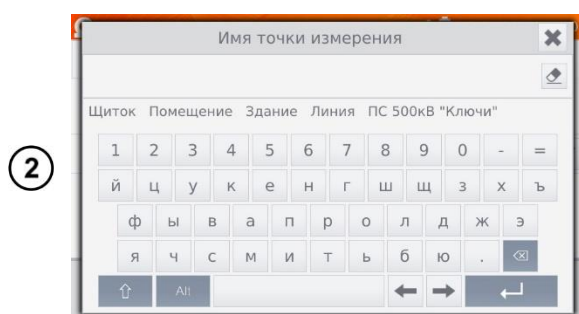 Имя точки измерения
Щиток Помещение Здание Линия ПС 500кВ "Ключи"
2
1 2 3 4 5 6 7 8 9 0 - =
й ц у к е н г ш щ з х ъ
ф ы в а п р о л д ж э
я ч с м и т ь б ю .
Alt